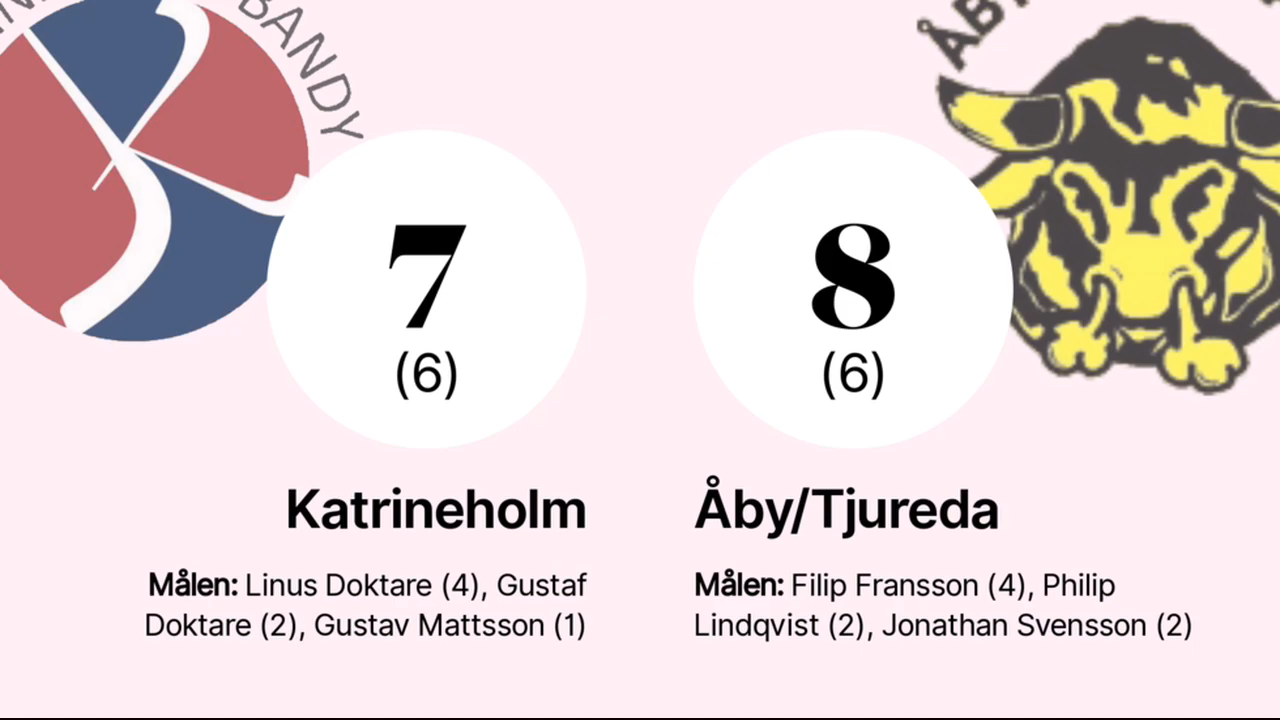 BANDY
7
(6)
8
(6)
Katrineholm
Målen: Linus Doktare (4), Gustaf
Doktare (2), Gustav Mattsson (1)
Åby/Tjureda
Målen: Filip Fransson (4), Philip
Lindqvist (2), Jonathan Svensson (2)